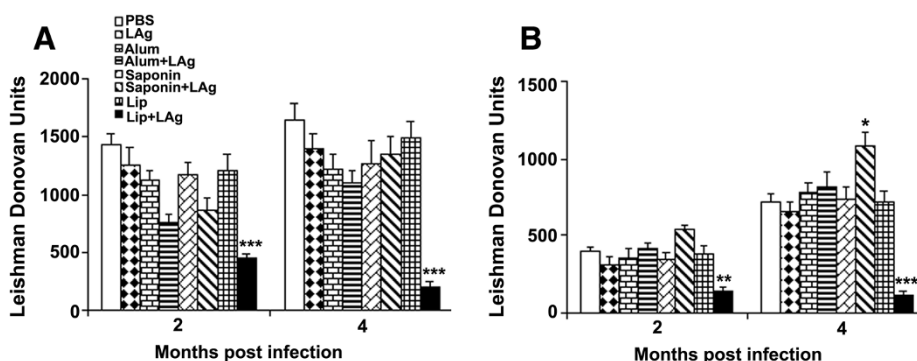 A
PBS
LAg
Alum
Alum+LAg
Saponin
Saponin+LAg
Lip
Lip+LAg
Leishman Donovan Units
2000
1500
1000
500
0
***
***
2
4
Months post infection
B
Leishman Donovan Units
1500
1000
500
0
*
**
***
2
4
Months post infection